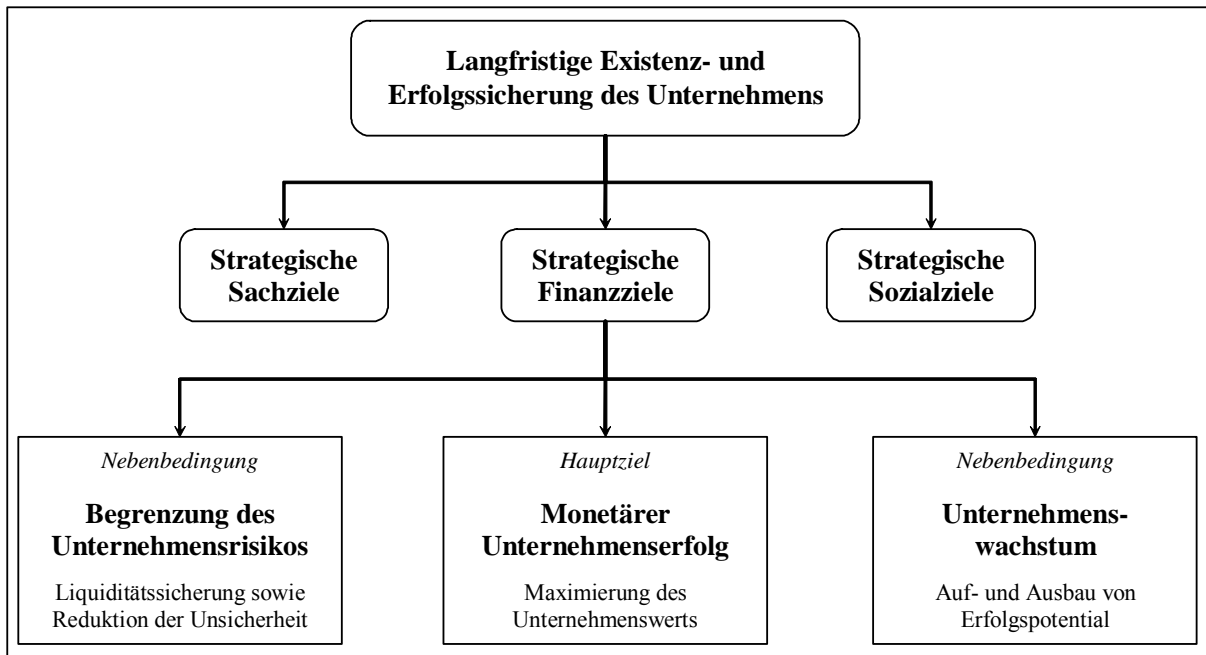 Langfristige Existenz- und
Erfolgssicherung des Unternehmens
Strategische
Sachziele
Strategische
Finanzziele
Strategische
Sozialziele
Nebenbedingung
Begrenzung des
Unternehmensrisikos
Liquiditätssicherung sowie
Reduktion der Unsicherheit
Hauptziel
Monetärer
Unternehmenserfolg
Maximierung des
Unternehmenswerts
Nebenbedingung
Unternehmens-
wachstum
Auf- und Ausbau von
Erfolgspotential